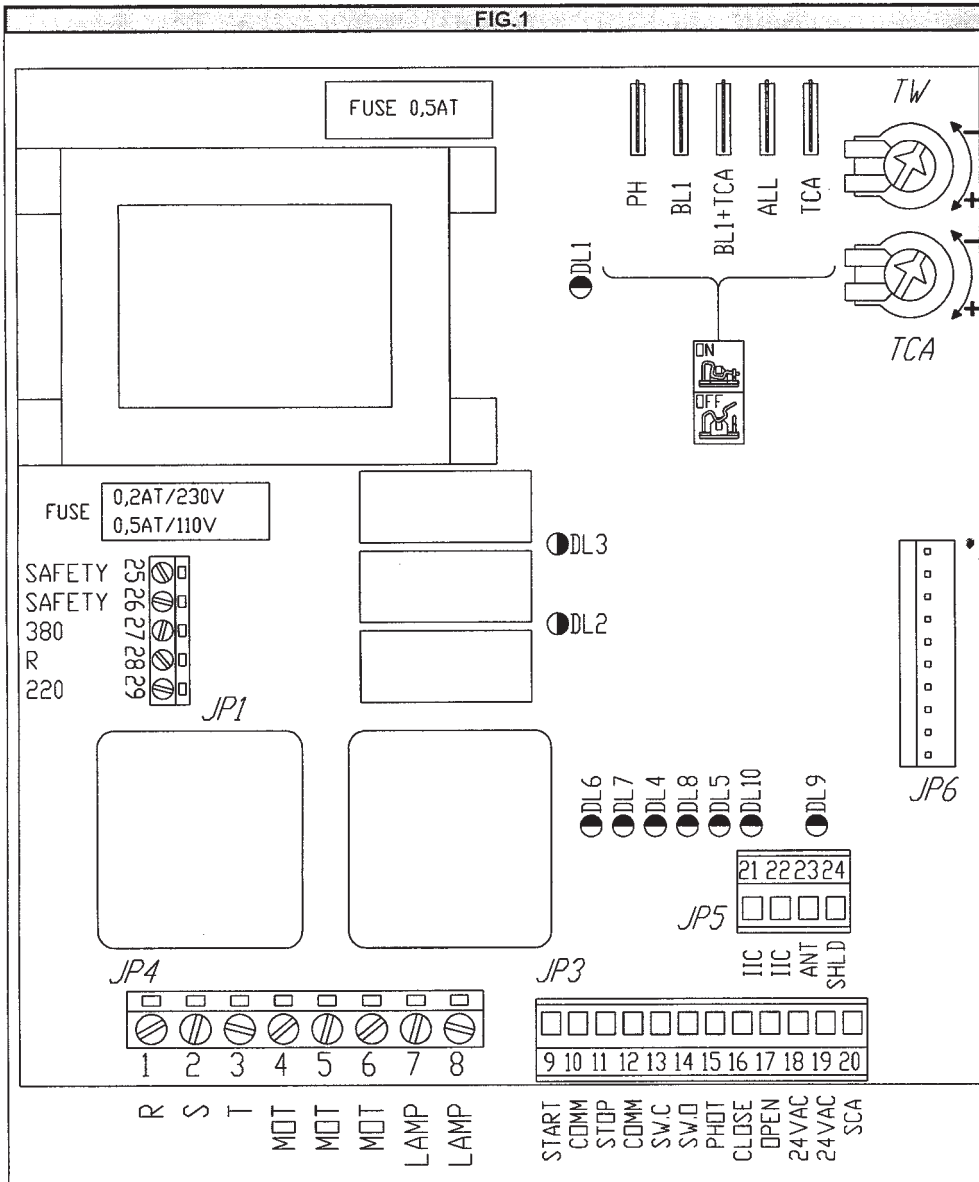 FIG.1
FUSE 0,5AT
TW
PH
BL1
BL1+TCA
ALL
TCA
-
+
DL1
-
+
TCA
ON
OFF
FUSE
0,2AT/230V
0,5AT/110V
DL3
SAFETY 25
SAFETY 26
380 27
R 28
220 29
JP1
DL2
JP6
DL6
DL7
DL4
DL8
DL5
DL10
DL9
21 22 23 24
JP5
IIC
IIC
ANT
SHLD
JP4
JP3
1 2 3 4 5 6 7 8
9 10 11 12 13 14 15 16 17 18 19 20
R
S
T
MOT
MOT
MOT
LAMP
LAMP
START
COMM
STOP
COMM
SW.C
SW.O
PHOT
CLOSE
OPEN
24VAC
24VAC
SCA